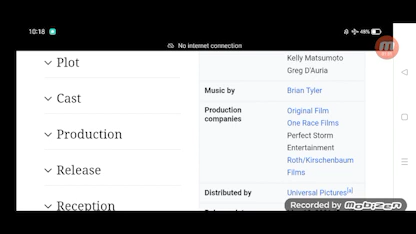 10:18
48%
No internet connection
Plot
Cast
Production
Release
Reception
Kelly Matsumoto
Greg D'Auria
Music by
Brian Tyler
Production
companies
Original Film
One Race Films
Perfect Storm
Entertainment
Roth/Kirschenbaum
Films
Distributed by
Universal Pictures[a]
Recorded by Mobizen